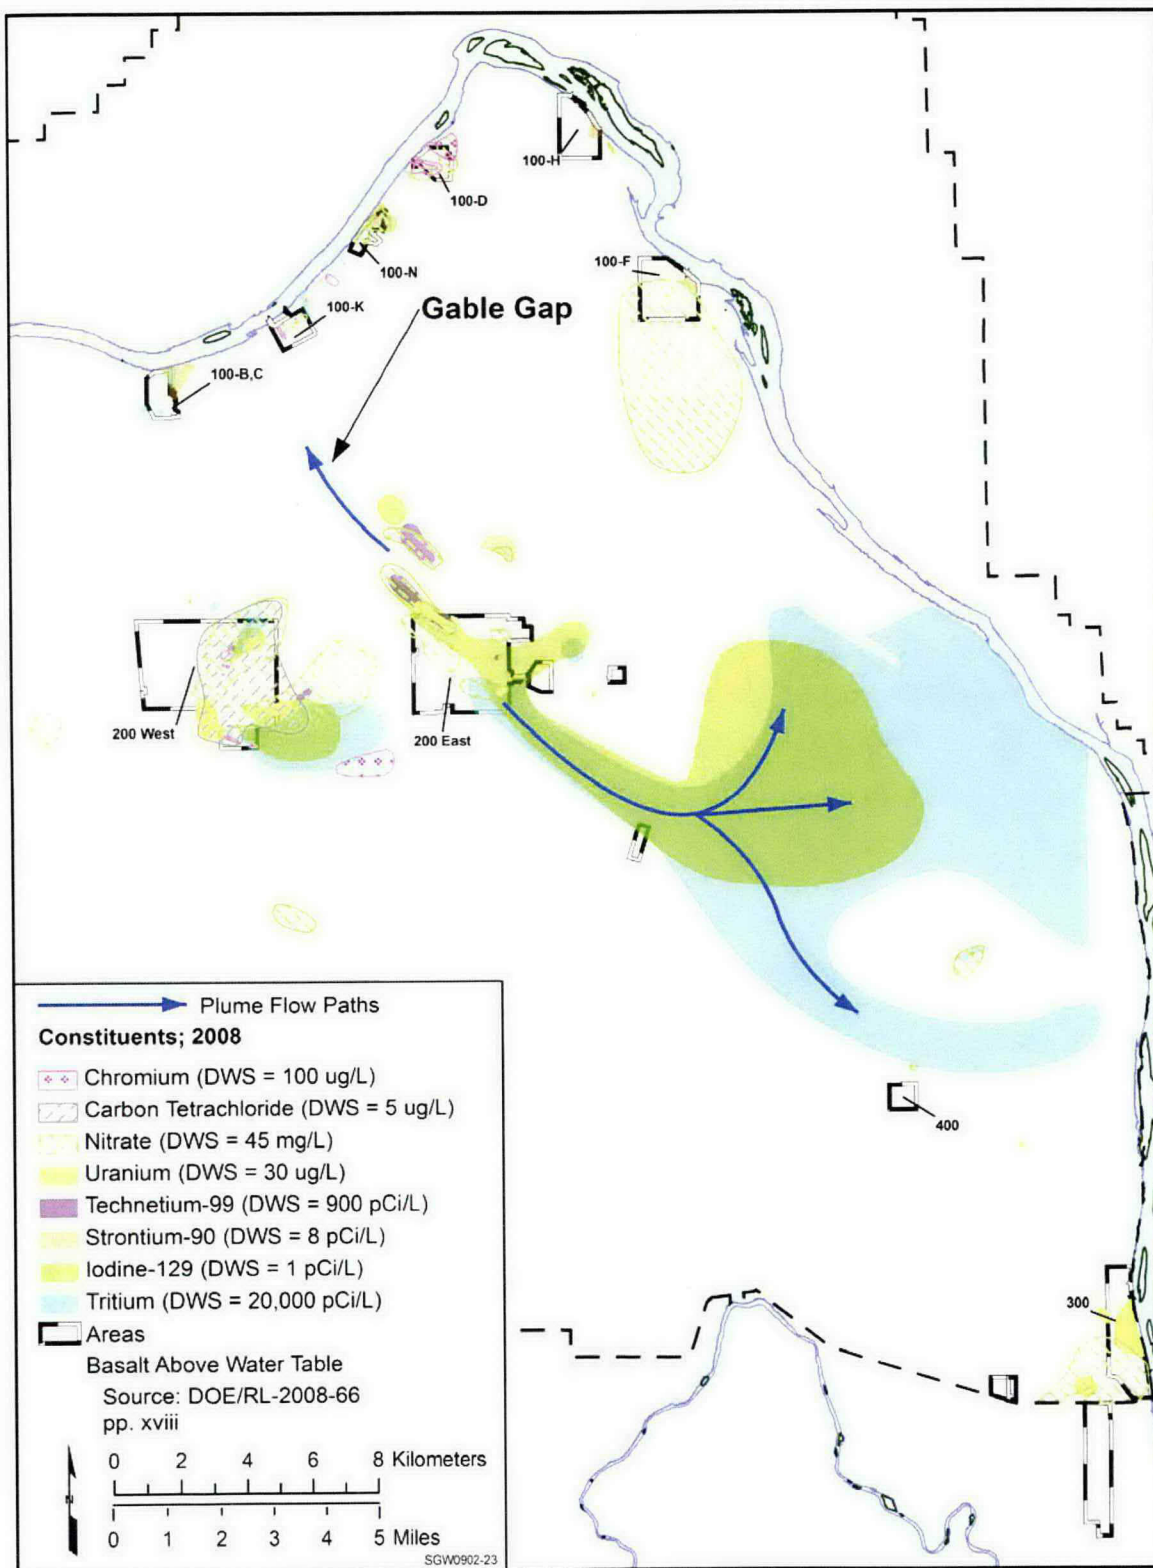 100-H
100-D
100-N
100-F
100-K
Gable Gap
100-B,C
200 West
200 East
Plume Flow Paths
Constituents; 2008
Chromium (DWS = 100 ug/L)
Carbon Tetrachloride (DWS = 5 ug/L)
Nitrate (DWS = 45 mg/L)
Uranium (DWS = 30 ug/L)
Technetium-99 (DWS = 900 pCi/L)
Strontium-90 (DWS = 8 pCi/L)
Iodine-129 (DWS = 1 pCi/L)
Tritium (DWS = 20,000 pCi/L)
Areas
Basalt Above Water Table
Source: DOE/RL-2008-66
pp. xviii
400
300
0 2 4 6 8 Kilometers
N
0 1 2 3 4 5 Miles
SGW0902-23